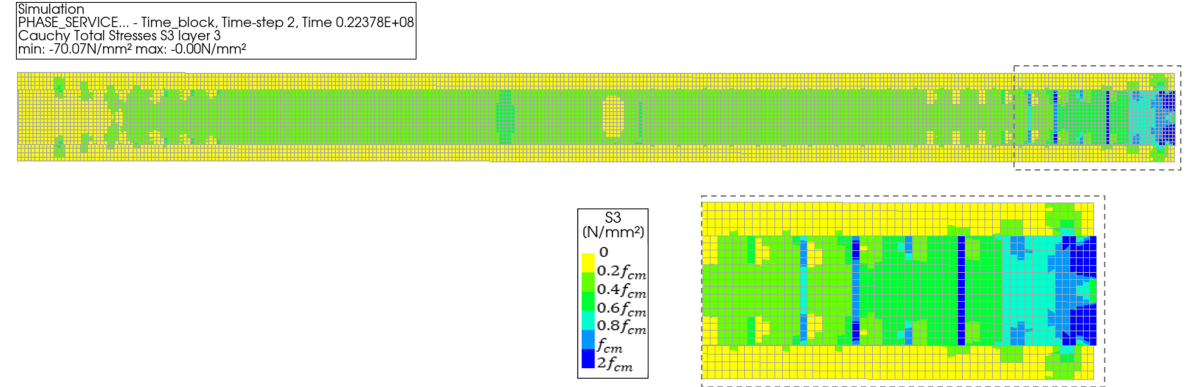 Simulation
PHASE_SERVICE... - Time_block, Time-step 2, Time 0.22378E+08
Cauchy Total Stresses S3 layer 3
min: -70.07N/mm² max: -0.00N/mm²
S3
(N/mm²)
0
0.2f_cm
0.4f_cm
0.6f_cm
0.8f_cm
f_cm
2f_cm